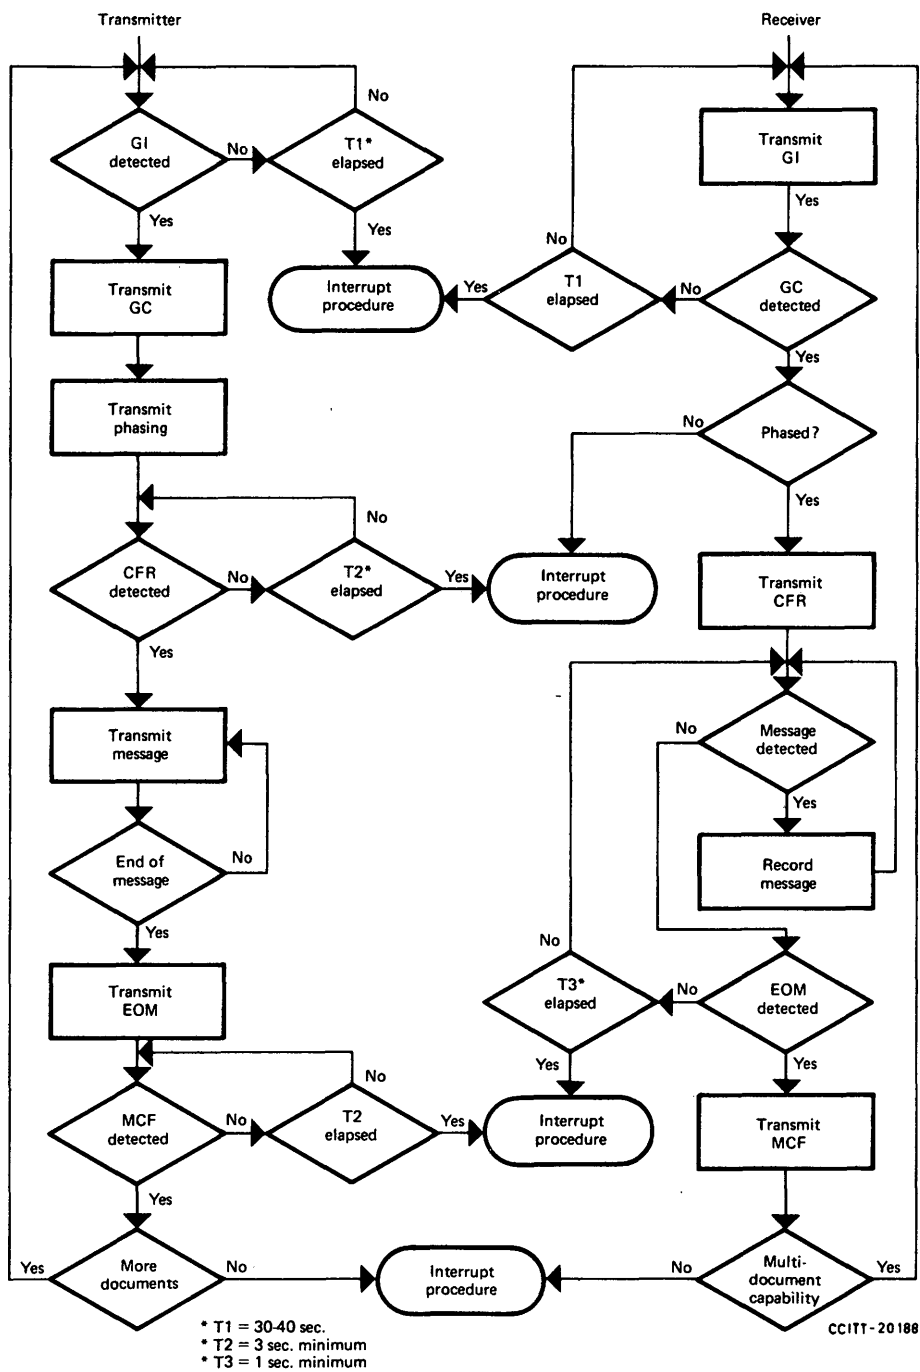 Transmitter
Receiver
No
No
GI
detected
No
T1*
elapsed
Transmit
GI
Yes
Yes
Yes
No
Transmit
GC
Interrupt
procedure
Yes
T1
elapsed
No
GC
detected
Yes
Transmit
phasing
No
Phased?
No
Yes
CFR
detected
No
T2*
elapsed
Yes
Interrupt
procedure
Transmit
CFR
Yes
Transmit
message
No
Message
detected
Yes
End of
message
No
Record
message
Yes
No
Transmit
EOM
T3*
elapsed
No
EOM
detected
No
Yes
Yes
MCF
detected
No
T2
elapsed
Yes
Interrupt
procedure
Transmit
MCF
Yes
Yes
More
documents
No
Interrupt
procedure
No
Multi-
document
capability
Yes
* T1 = 30-40 sec.
* T2 = 3 sec. minimum
* T3 = 1 sec. minimum
CCITT-20188